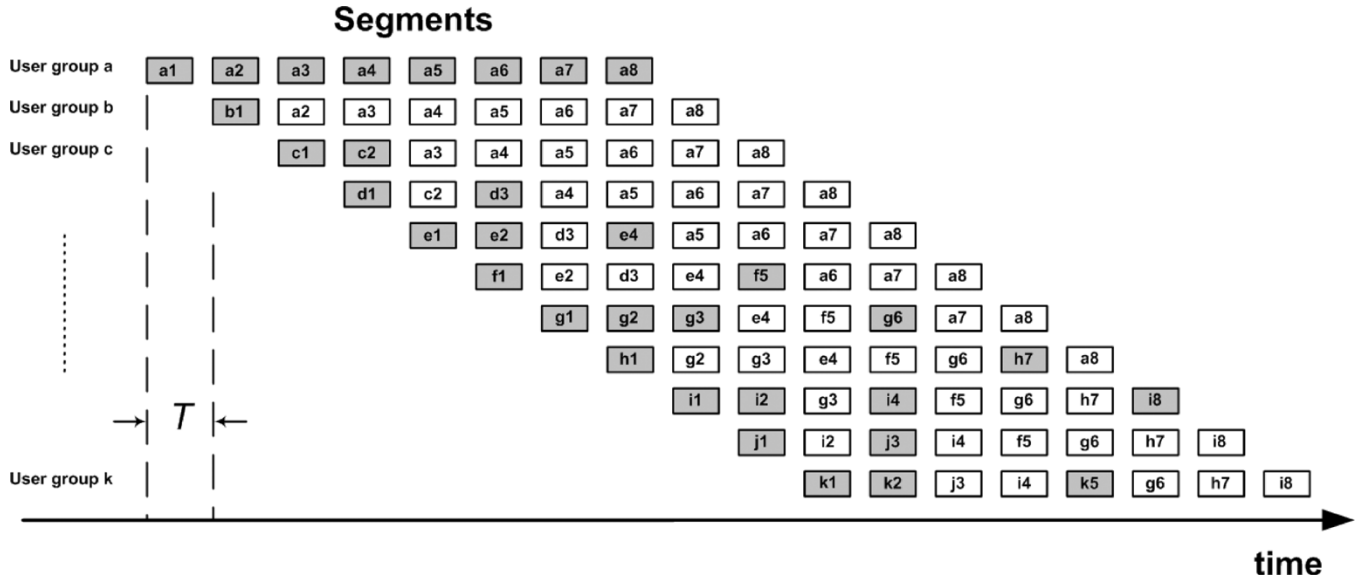 Segments
User group a a1 a2 a3 a4 a5 a6 a7 a8
User group b b1 a2 a3 a4 a5 a6 a7 a8
User group c c1 c2 a3 a4 a5 a6 a7 a8
d1 c2 d3 a4 a5 a6 a7 a8
e1 e2 d3 e4 a5 a6 a7 a8
f1 e2 d3 e4 f5 a6 a7 a8
g1 g2 g3 e4 f5 g6 a7 a8
h1 g2 g3 e4 f5 g6 h7 a8
T i1 i2 g3 i4 f5 g6 h7 i8
j1 i2 j3 i4 f5 g6 h7 i8
User group k k1 k2 j3 i4 k5 g6 h7 i8
time